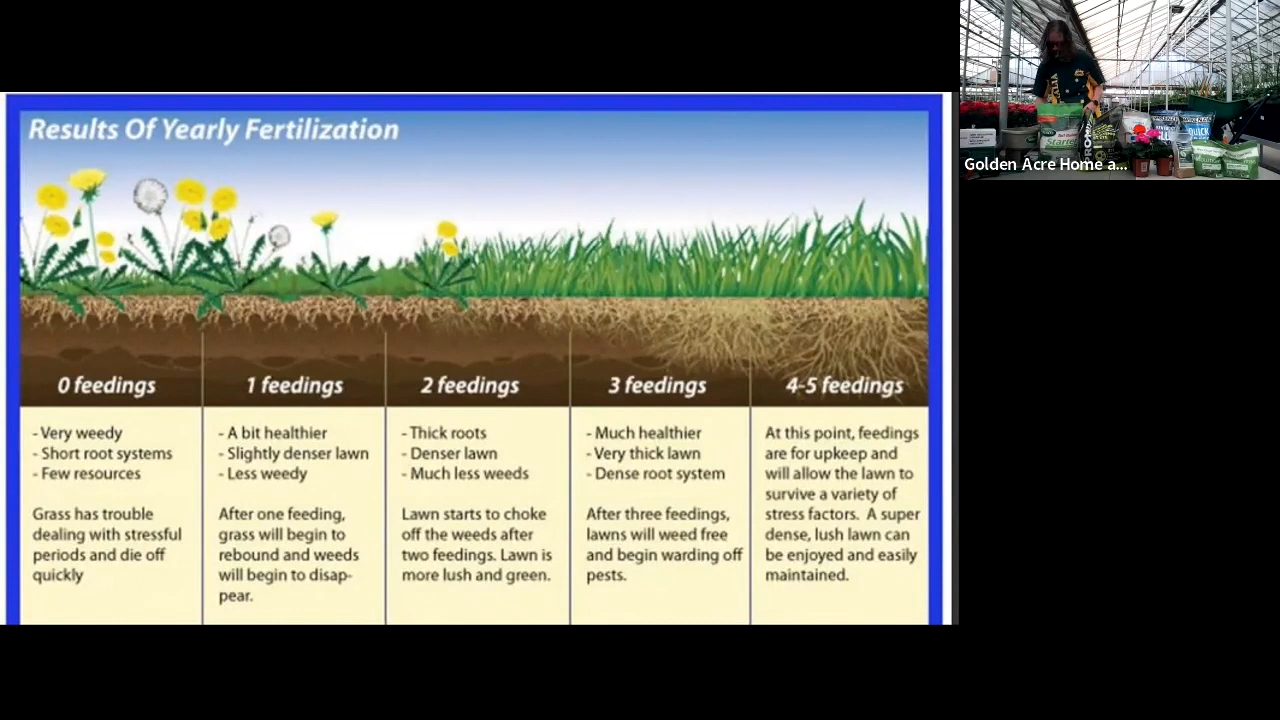 Results Of Yearly Fertilization
0 feedings
1 feedings
2 feedings
3 feedings
4-5 feedings
- Very weedy
- Short root systems
- Few resources
Grass has trouble
dealing with stressful
periods and die off
quickly
- A bit healthier
- Slightly denser lawn
- Less weedy
After one feeding,
grass will begin to
rebound and weeds
will begin to disap-
pear.
- Thick roots
- Denser lawn
- Much less weeds
Lawn starts to choke
off the weeds after
two feedings. Lawn is
more lush and green.
- Much healthier
- Very thick lawn
- Dense root system
After three feedings,
lawns will weed free
and begin warding off
pests.
At this point, feedings
are for upkeep and
will allow the lawn to
survive a variety of
stress factors. A super
dense, lush lawn can
be enjoyed and easily
maintained.
Golden Acre Home a...
QUICK